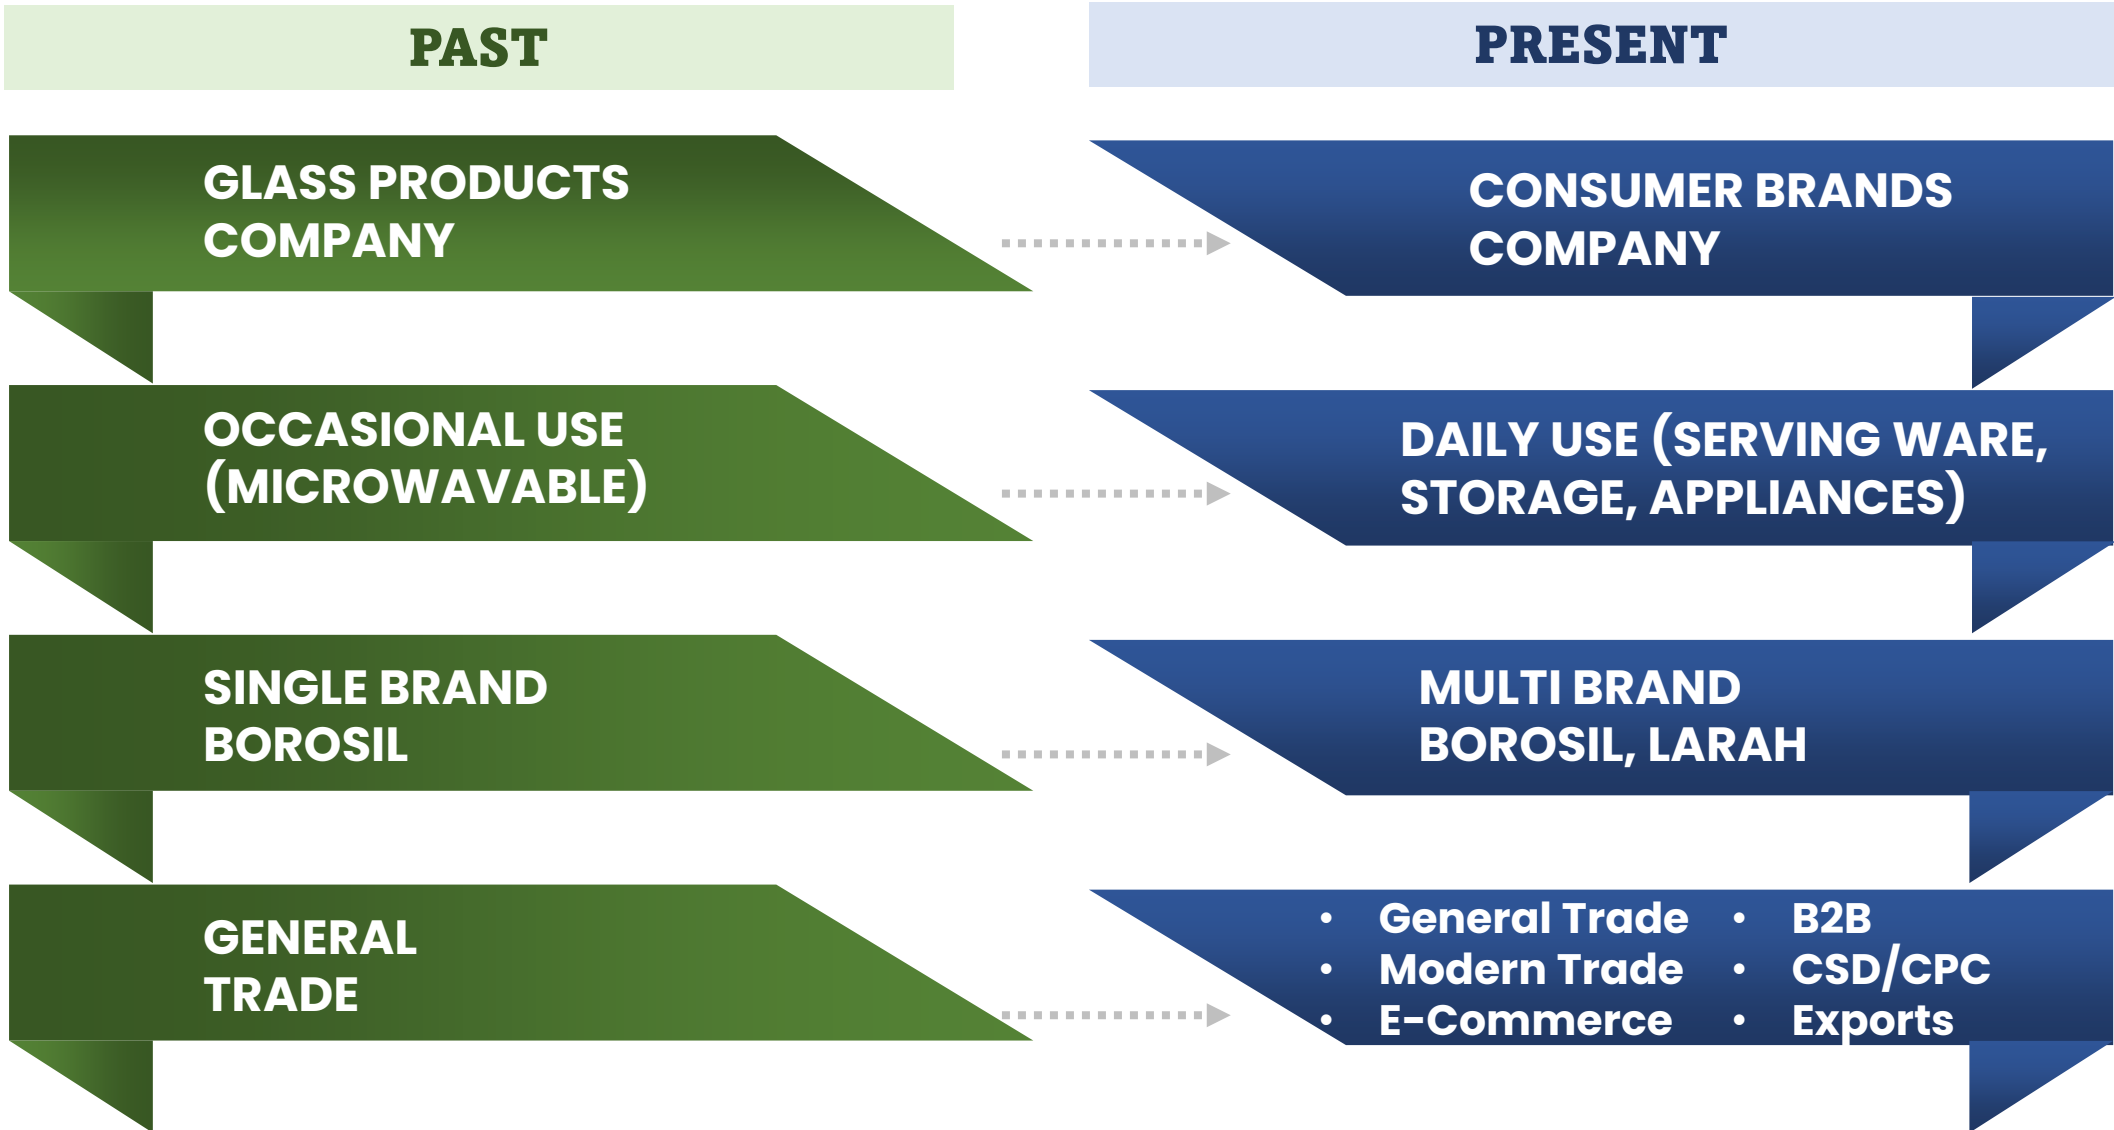 PAST
PRESENT
GLASS PRODUCTS
COMPANY
CONSUMER BRANDS
COMPANY
OCCASIONAL USE
(MICROWAVABLE)
DAILY USE (SERVING WARE,
STORAGE, APPLIANCES)
SINGLE BRAND
BOROSIL
MULTI BRAND
BOROSIL, LARAH
GENERAL
TRADE
• General Trade
• Modern Trade
• E-Commerce
• B2B
• CSD/CPC
• Exports